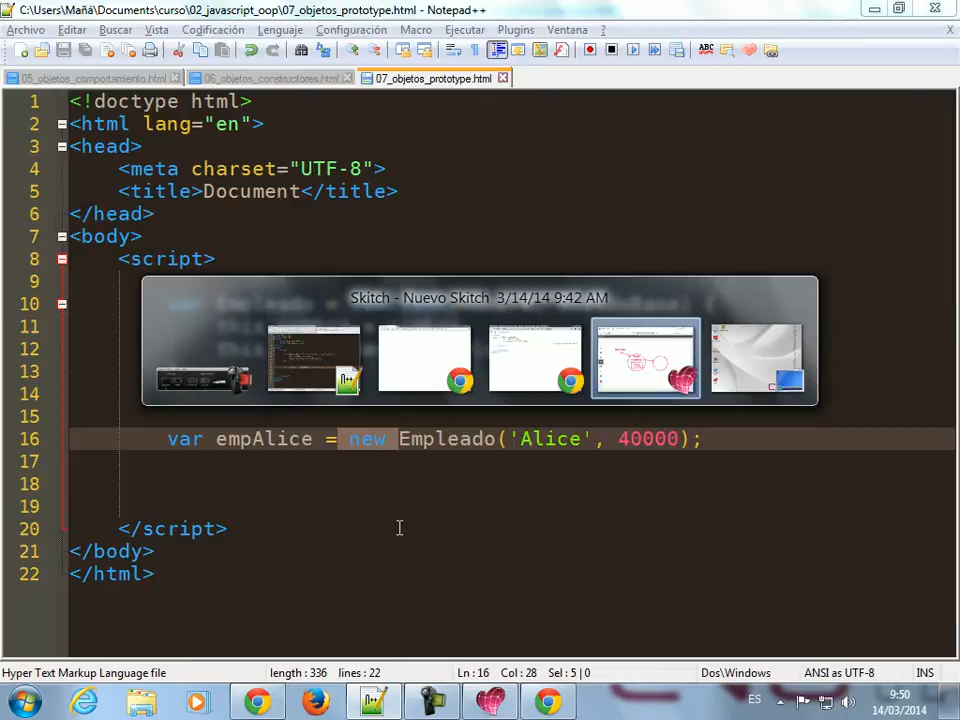 C:\Users\Mañá\Documents\curso\02_javascript_oop\07_objetos_prototype.html - Notepad++
Archivo Editar Buscar Vista Codificación Configuración Lenguaje Macro Ejecutar Plugins Ventana ? X
05_objetos_comportamiento.html 06_objetos_constructores.html 07_objetos_prototype.html
1 <!doctype html>
2 <html lang="en">
3 <head>
4 <meta charset="UTF-8">
5 <title>Document</title>
6 </head>
7 <body>
8 <script>
9
Skitch - Nuevo Skitch 3/14/14 9:42 AM
10 var Empleado =
11
12
13
14
15
16 var empAlice = new Empleado('Alice', 40000);
17
18
19
20 </script>
21 </body>
22 </html>
Hyper Text Markup Language file length : 336 lines : 22 Ln : 16 Col : 28 Sel : 5 | 0 Dos\Windows ANSI as UTF-8 INS
ES 9:50
14/03/2014